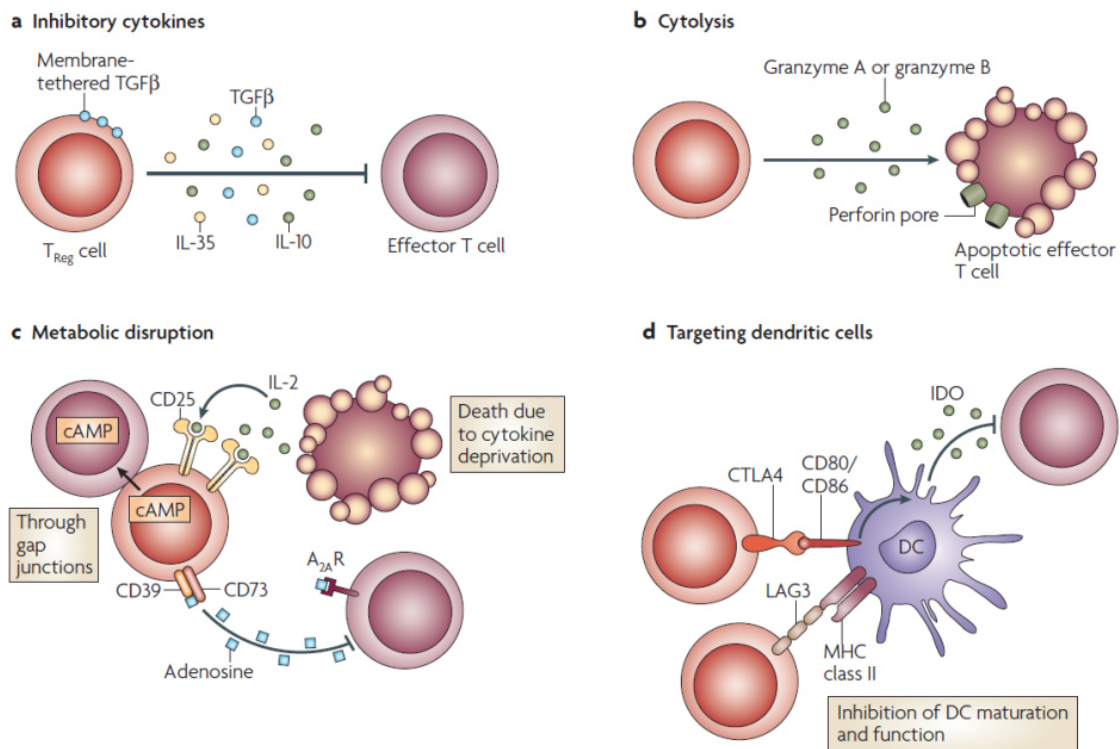 a Inhibitory cytokines
Membrane-
tethered TGFβ
TGFβ
IL-35
IL-10
T_Reg cell
Effector T cell
b Cytolysis
Granzyme A or granzyme B
Perforin pore
Apoptotic effector
T cell
c Metabolic disruption
IL-2
CD25
cAMP
cAMP
Death due
to cytokine
deprivation
Through
gap
junctions
CD39
CD73
A₂ₐR
Adenosine
d Targeting dendritic cells
IDO
CTLA4
CD80/
CD86
DC
LAG3
MHC
class II
Inhibition of DC maturation
and function